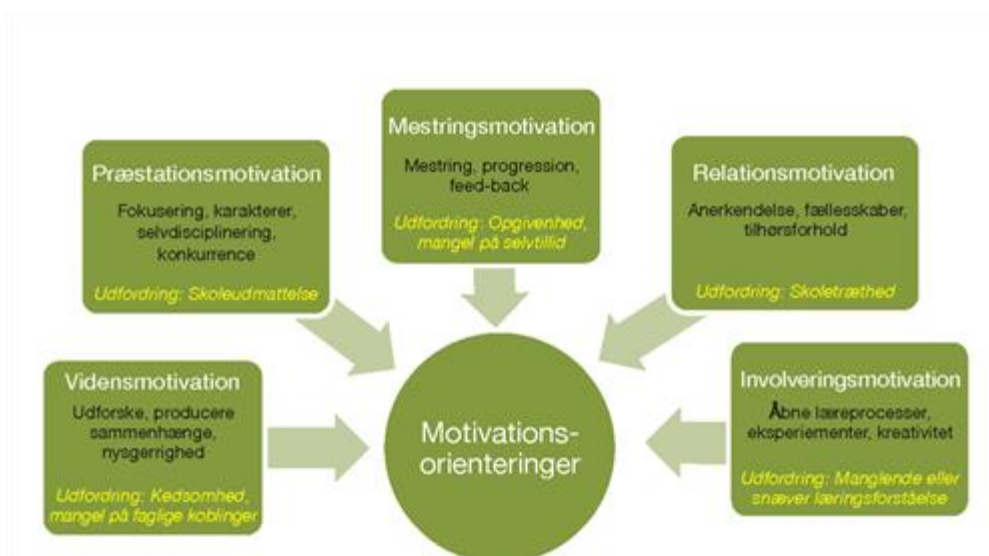 Mestringsmotivation
Mestring, progression,
feed-back
Udfordring: Opgivenhed,
mangel på selvtillid
Præstationsmotivation
Fokusering, karakterer,
selvdisciplinering,
konkurrence
Udfordring: Skoleudmattelse
Relationsmotivation
Anerkendelse, fællesskaber,
tilhørsforhold
Udfordring: Skoletræthed
Vidensmotivation
Udforske, producere
sammenhænge,
nysgerrighed
Udfordring: Kedsomhed,
mangel på faglige koblinger
Motivations-
orienteringer
Involveringsmotivation
Åbne læreprocesser,
eksperiementer, kreativitet
Udfordring: Manglende eller
snæver læringsforståelse